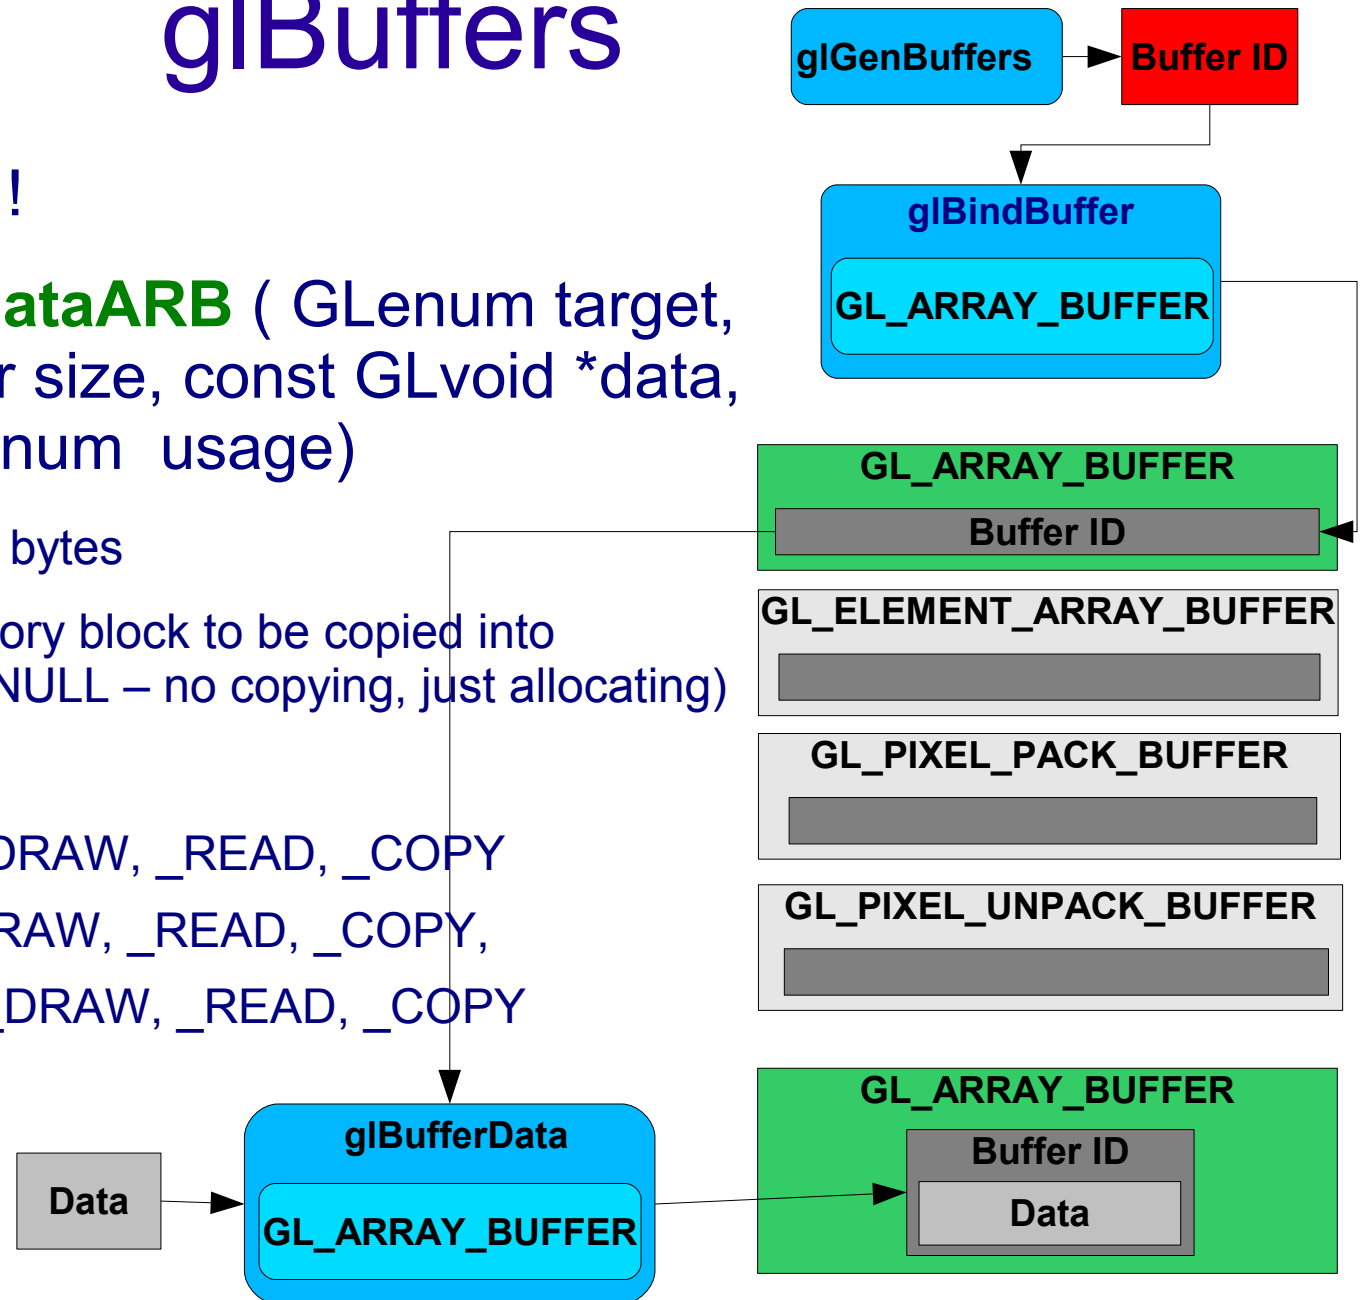 glBuffers
!
ataARB ( GLenum target,
r size, const GLvoid *data,
num usage)
bytes
ory block to be copied into
NULL – no copying, just allocating)
DRAW, _READ, _COPY
RAW, _READ, _COPY,
_DRAW, _READ, _COPY
glGenBuffers
Buffer ID
glBindBuffer
GL_ARRAY_BUFFER
GL_ARRAY_BUFFER
Buffer ID
GL_ELEMENT_ARRAY_BUFFER
GL_PIXEL_PACK_BUFFER
GL_PIXEL_UNPACK_BUFFER
Data
glBufferData
GL_ARRAY_BUFFER
GL_ARRAY_BUFFER
Buffer ID
Data